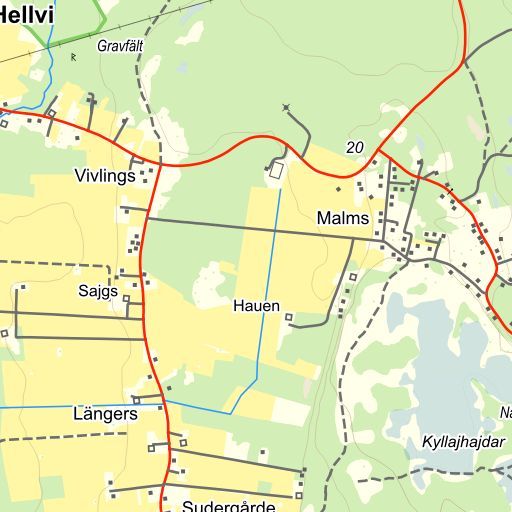 Hellvi
Gravfält
R
20
Vivlings
Malms
Sajgs
Hauen
Längers
Kyllajhajdar
Sudergårde